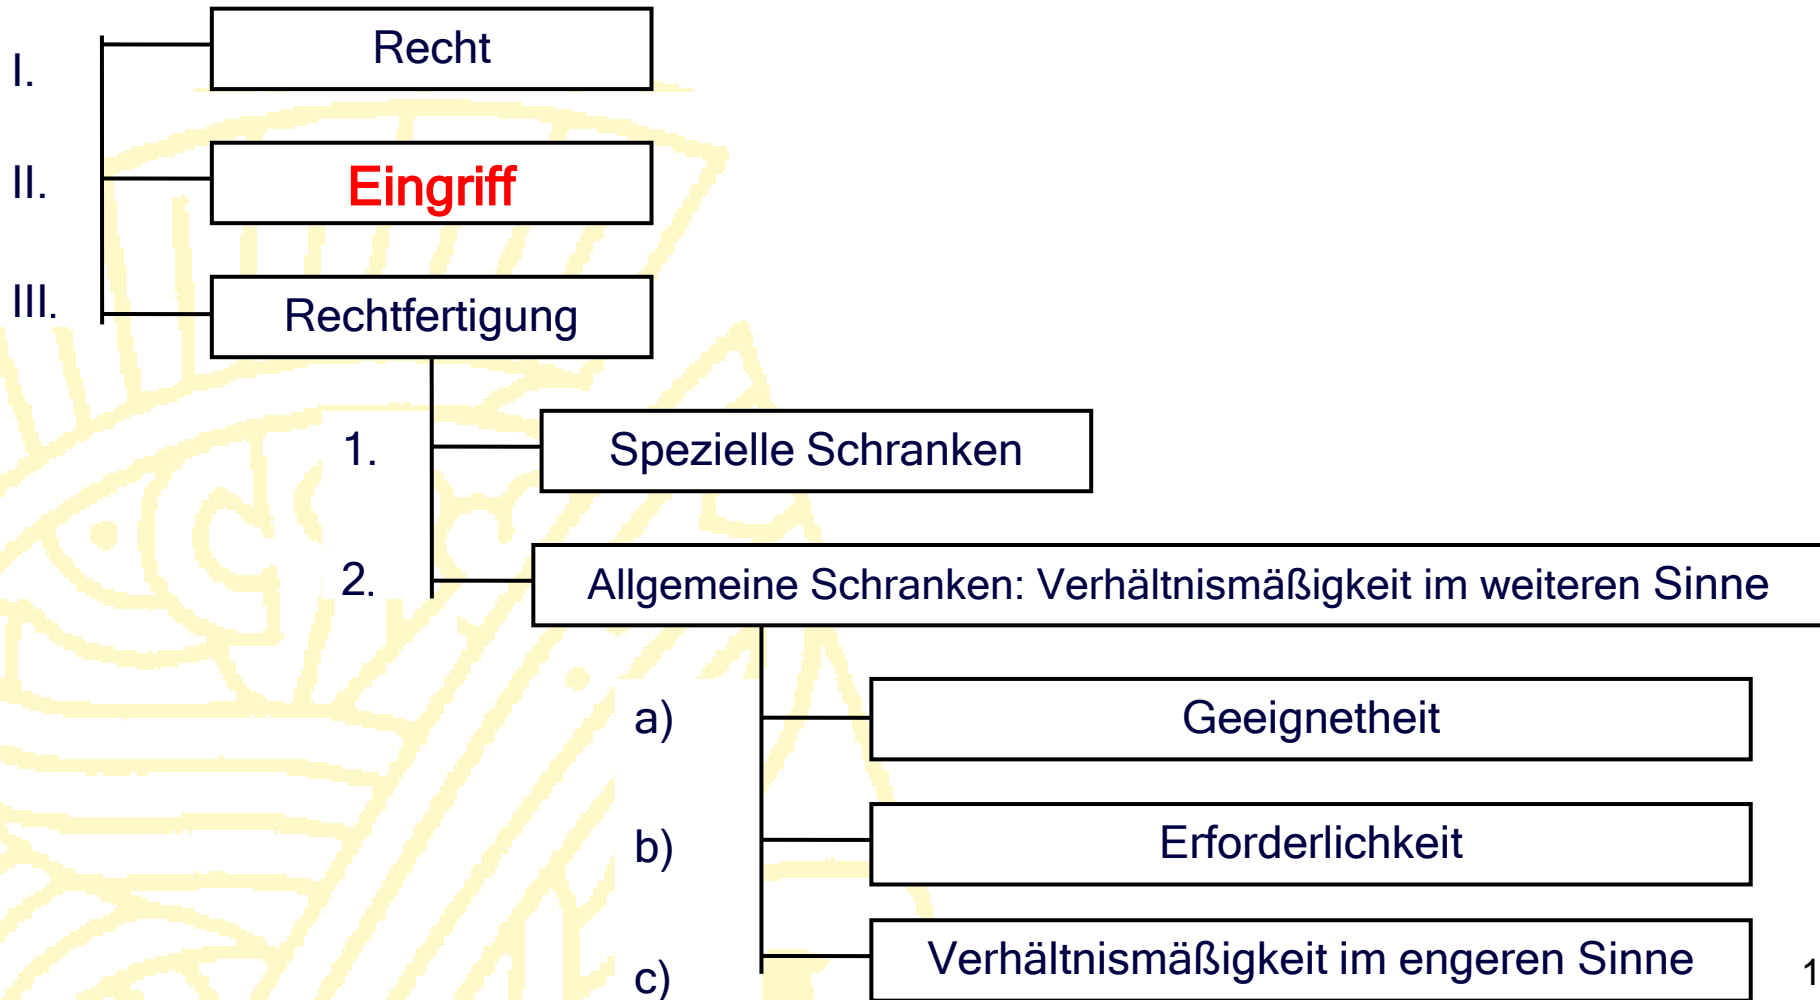 I. Recht
II. Eingriff
III. Rechtfertigung
1. Spezielle Schranken
2. Allgemeine Schranken: Verhältnismäßigkeit im weiteren Sinne
a) Geeignetheit
b) Erforderlichkeit
c) Verhältnismäßigkeit im engeren Sinne
1